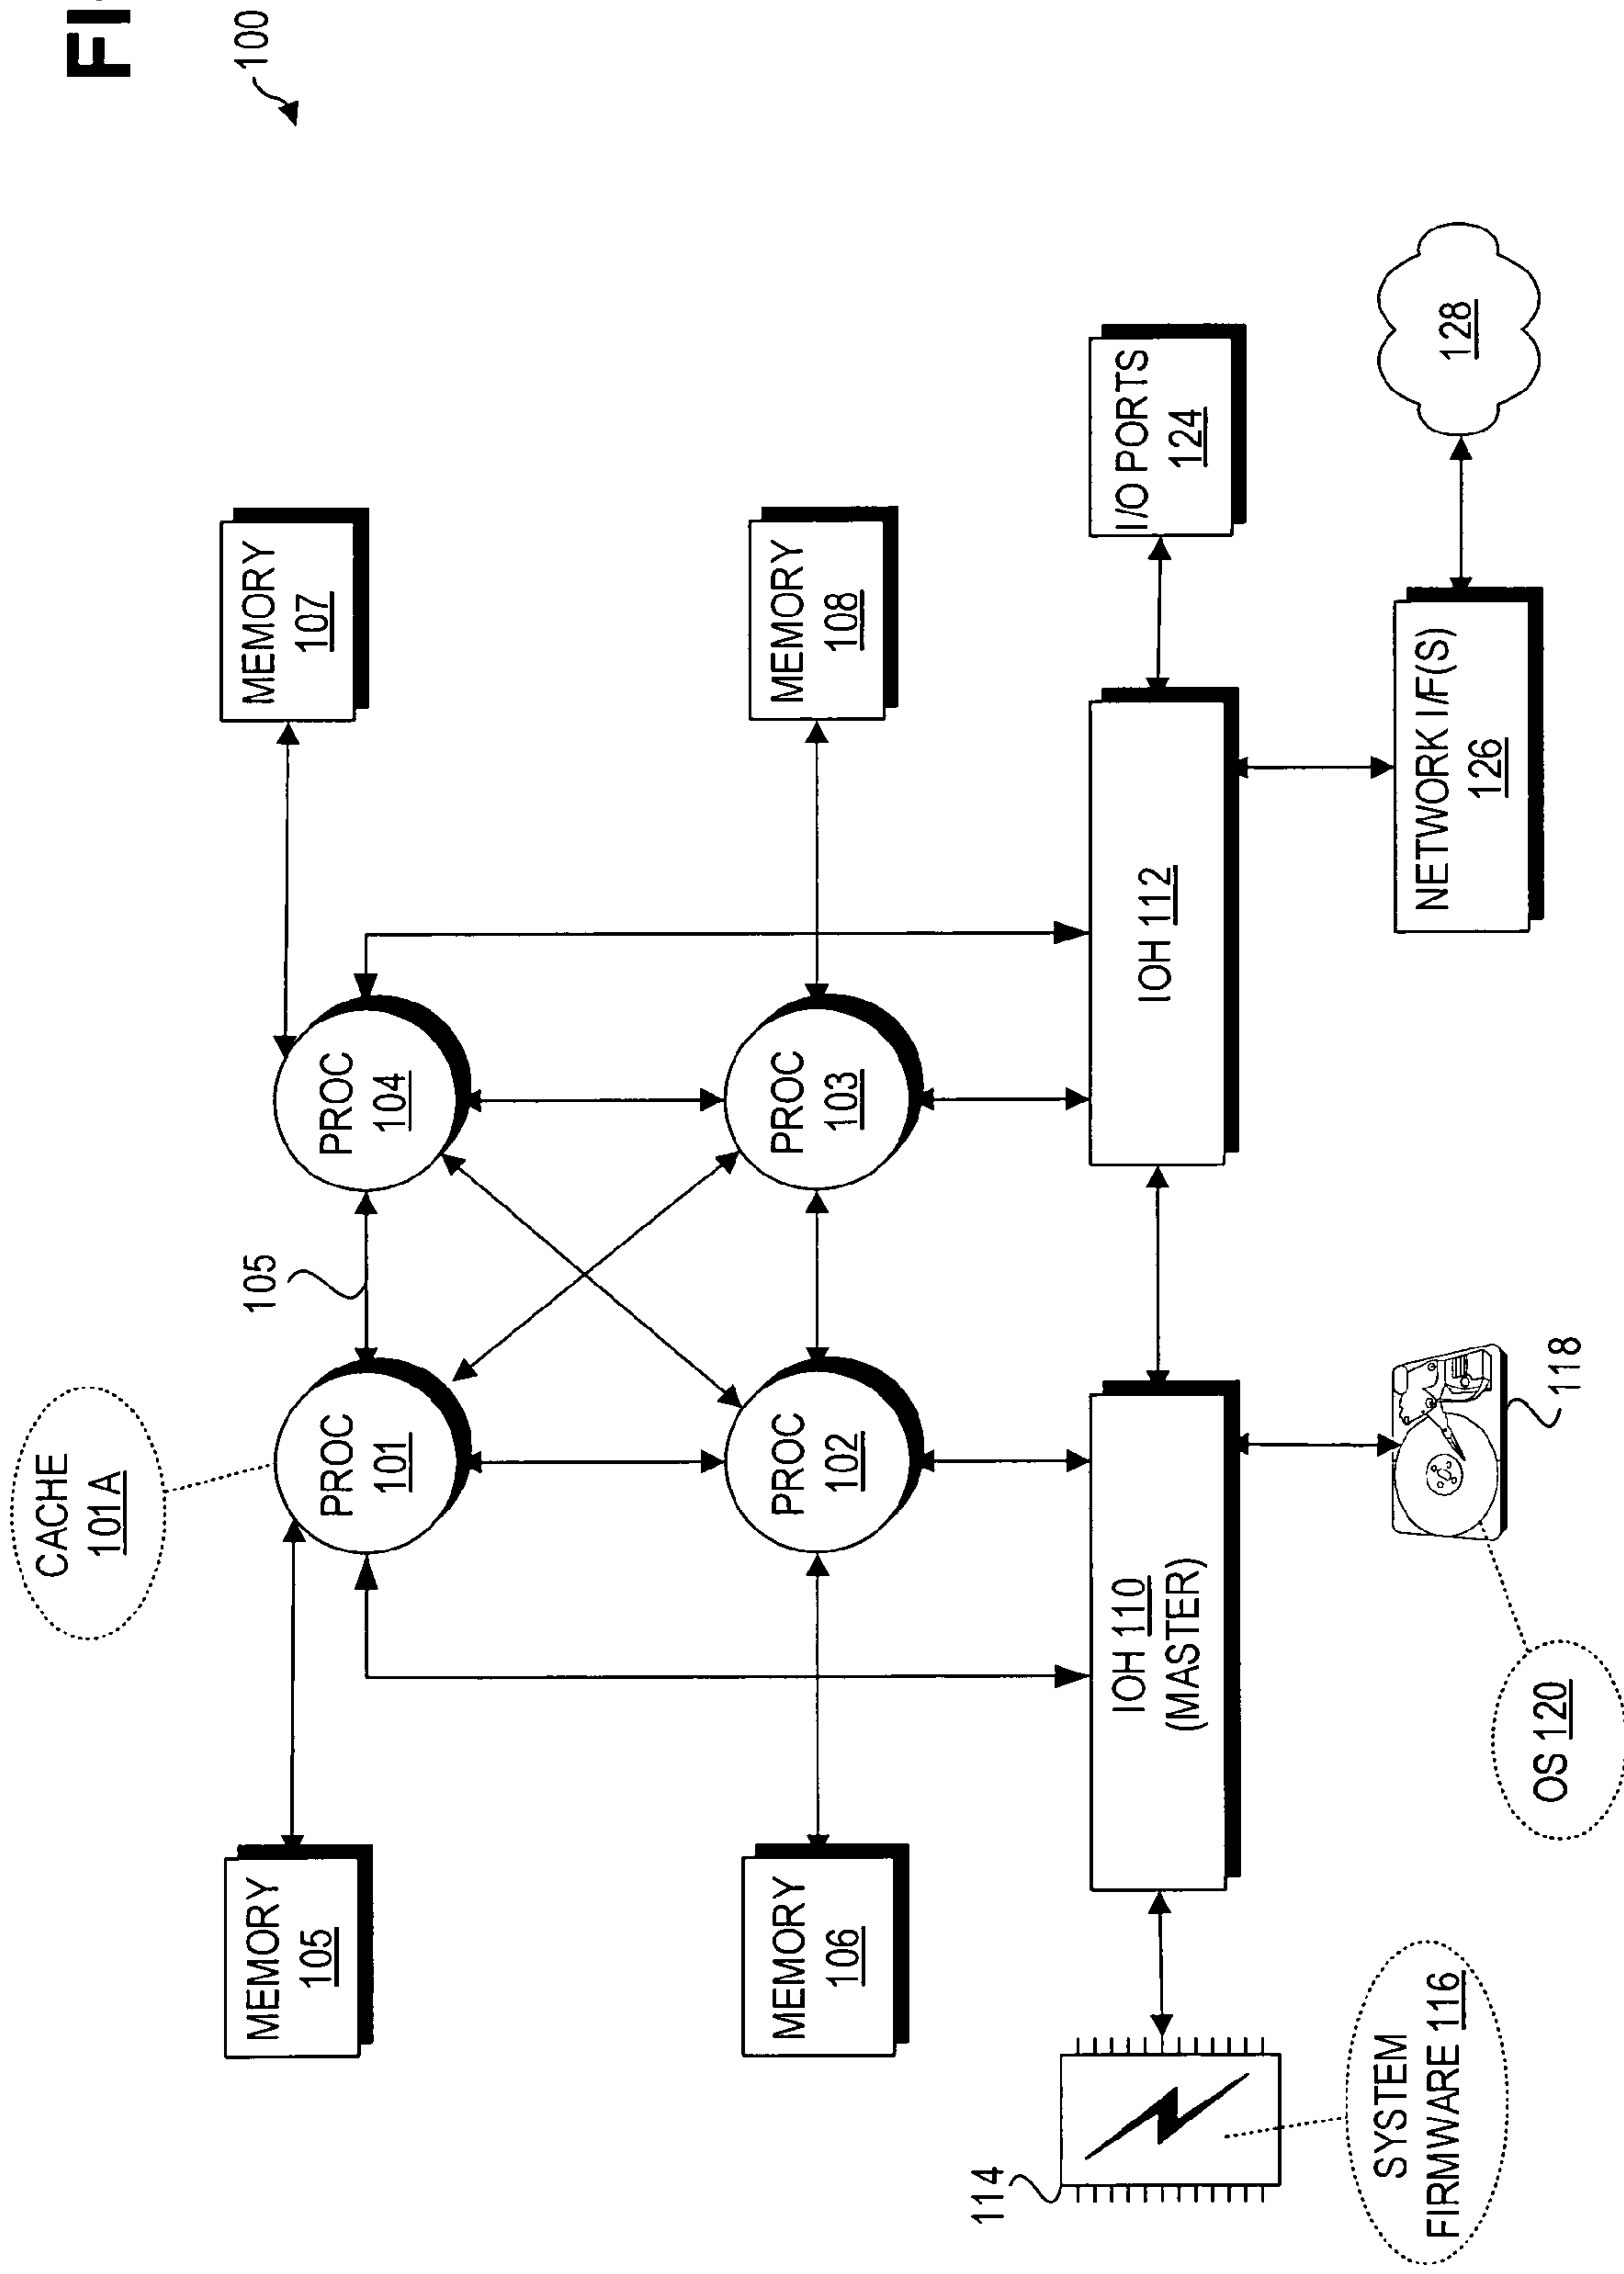 FI
100
CACHE
101A
MEMORY
105
PROC
101
105
PROC
104
MEMORY
107
MEMORY
106
PROC
102
PROC
103
MEMORY
108
114
IOH 110
(MASTER)
IOH 112
I/O PORTS
124
SYSTEM
FIRMWARE 116
OS 120
118
NETWORK I/F(S)
126
128